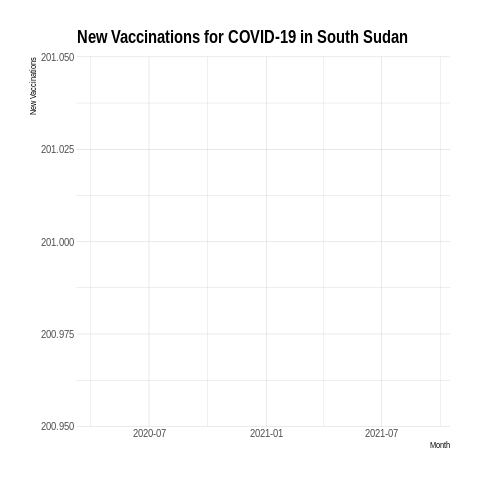 New Vaccinations for COVID-19 in South Sudan
New Vaccinations
201.050
201.025
201.000
200.975
200.950
2020-07 2021-01 2021-07
Month